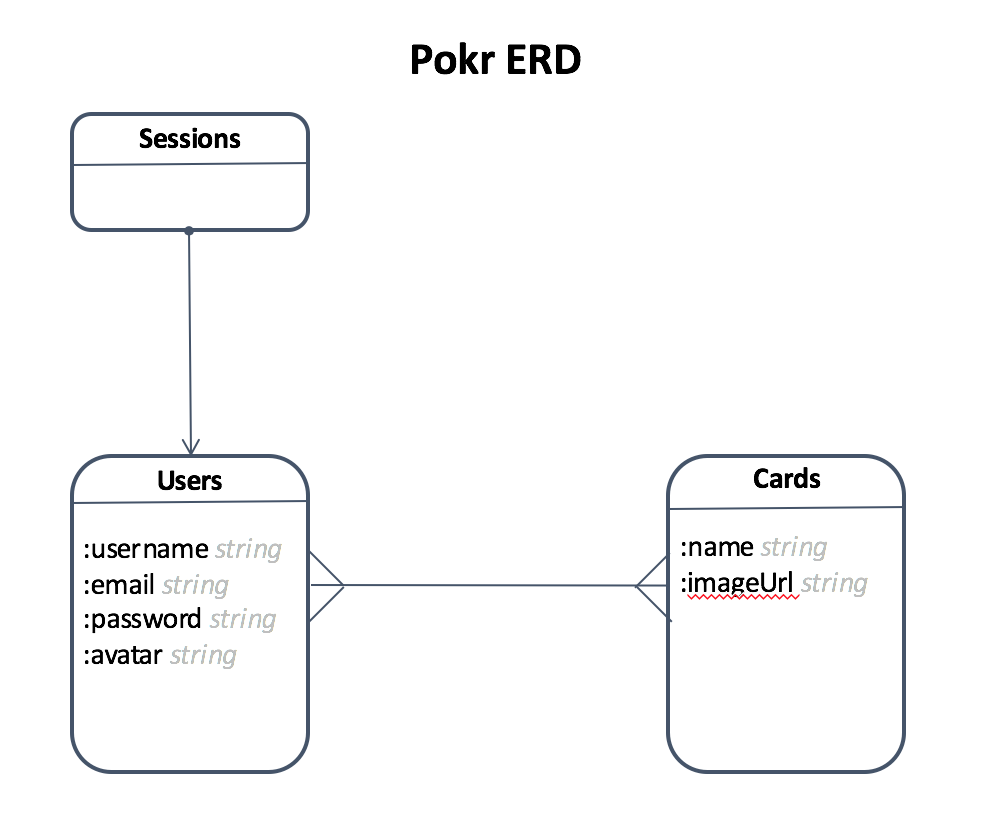 Pokr ERD
Sessions
Users
:username string
:email string
:password string
:avatar string
Cards
:name string
:imageUrl string